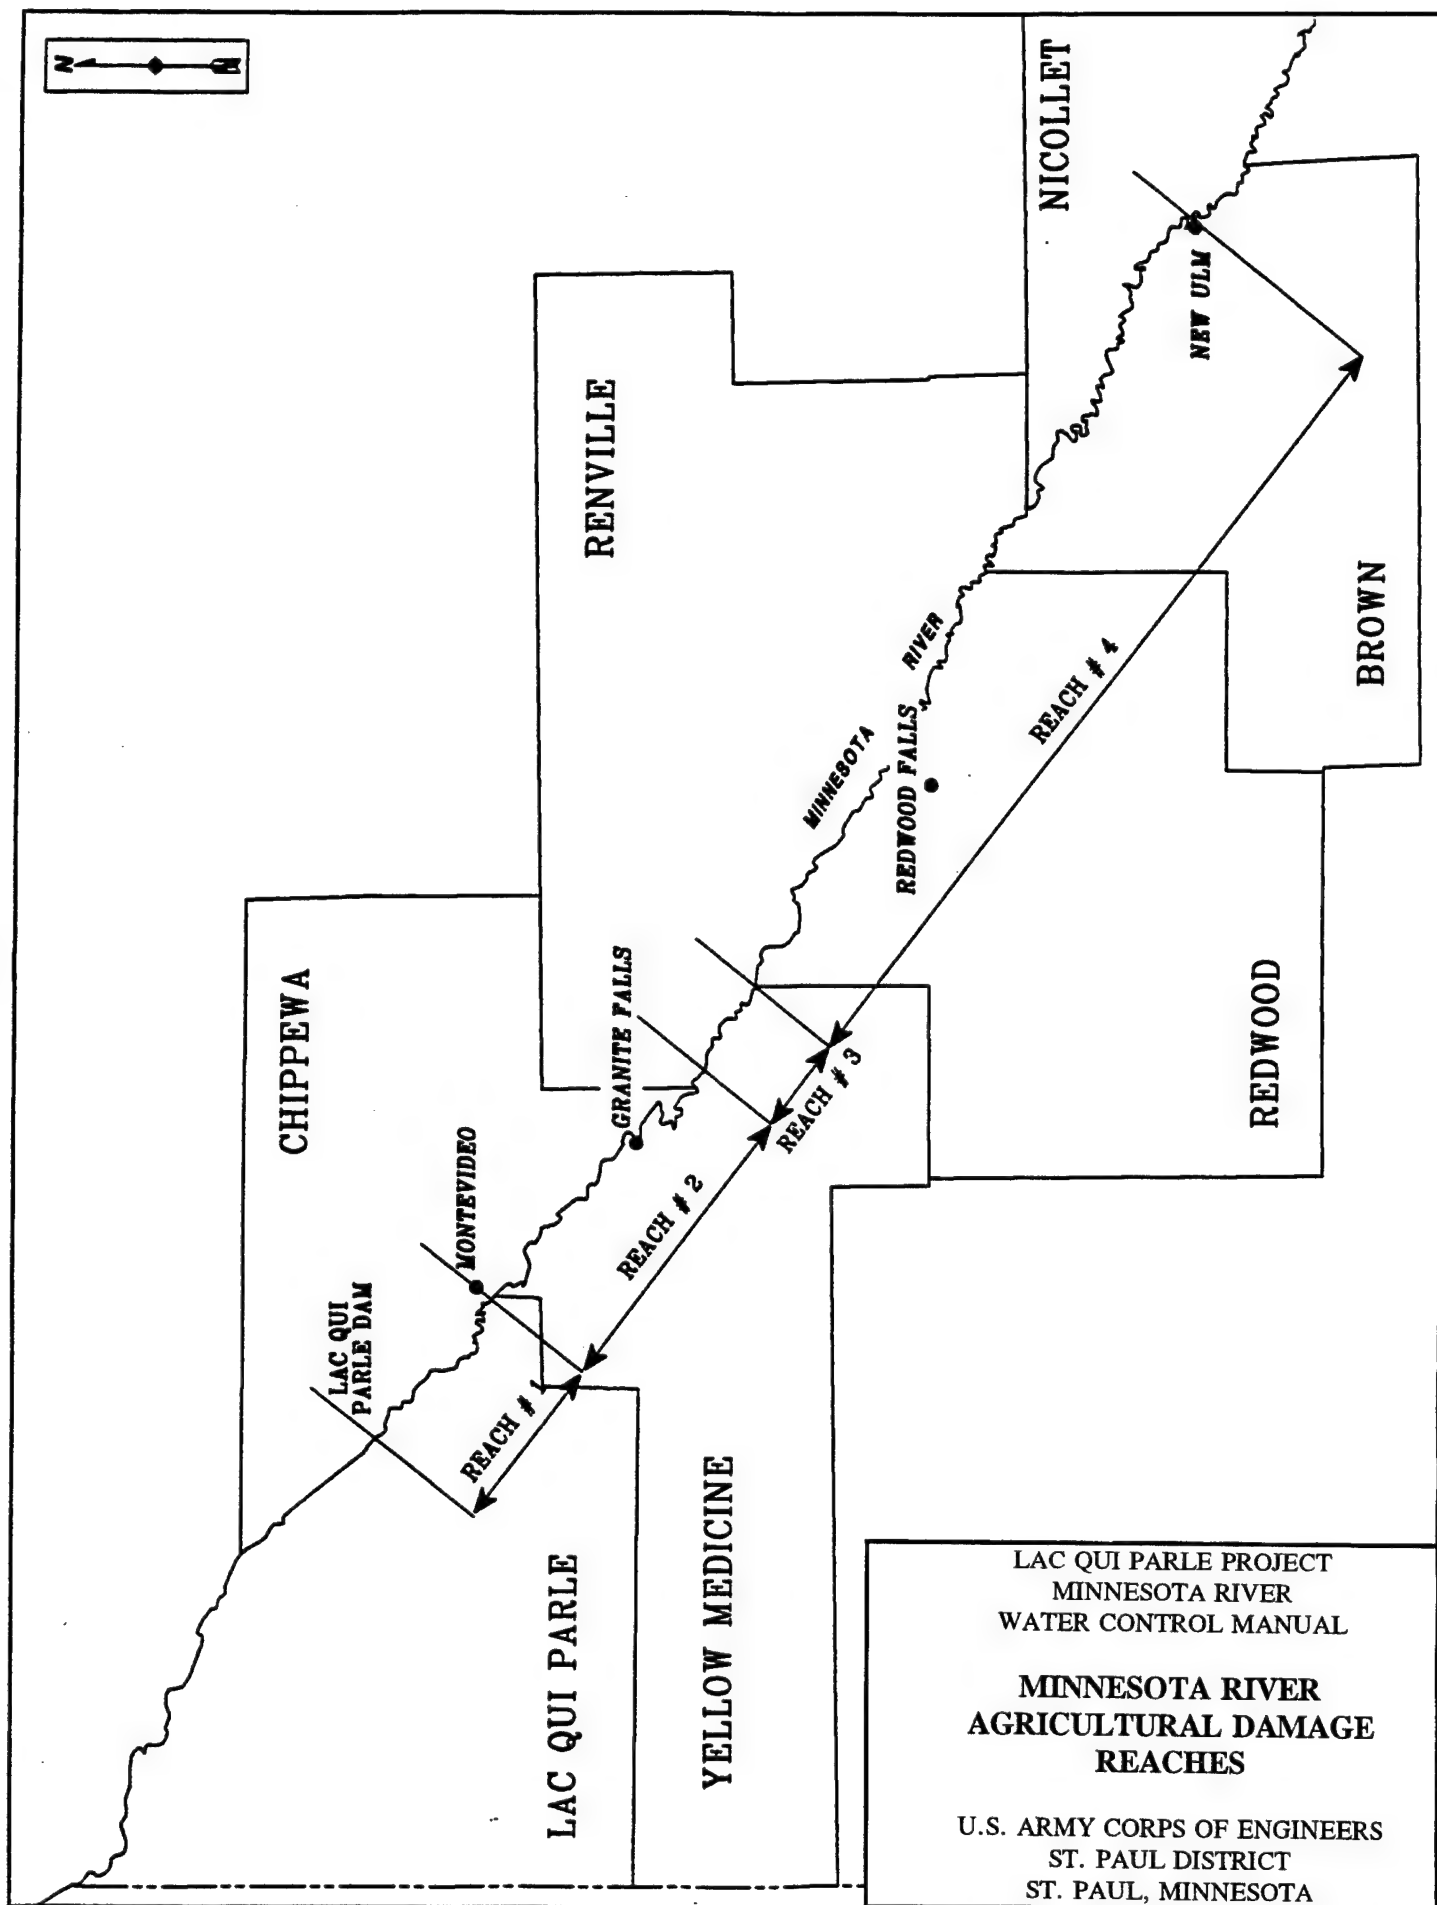 N
NICOLLET
RENVILLE
NEW ULM
CHIPPEWA
MINNESOTA
RIVER
REDWOOD FALLS
GRANITE FALLS
MONTEVIDEO
LAC QUI
PARLE DAM
REACH # 1
REACH # 2
REACH # 3
REACH # 4
BROWN
REDWOOD
LAC QUI PARLE
YELLOW MEDICINE
LAC QUI PARLE PROJECT
MINNESOTA RIVER
WATER CONTROL MANUAL
MINNESOTA RIVER
AGRICULTURAL DAMAGE
REACHES
U.S. ARMY CORPS OF ENGINEERS
ST. PAUL DISTRICT
ST. PAUL, MINNESOTA